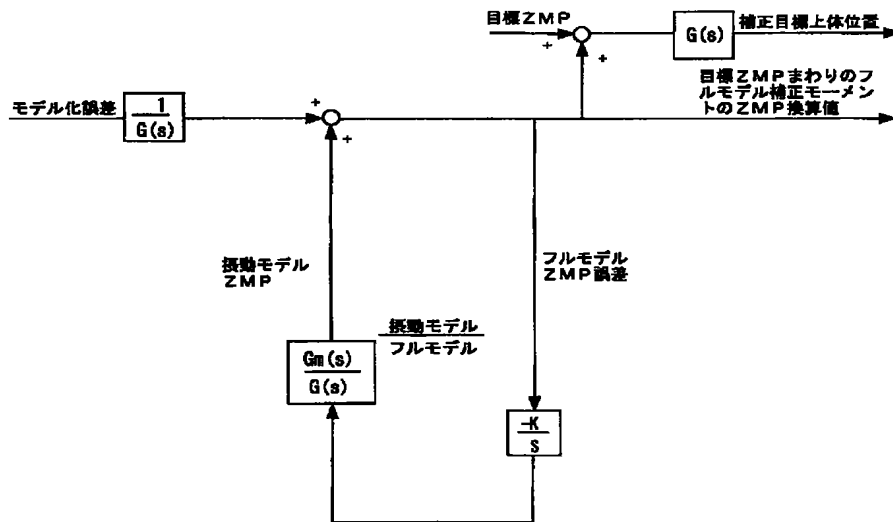 目標ZMP
+
+
G(s)
補正目標上体位置
モデル化誤差
1
G(s)
+
+
目標ZMPまわりのフ
ルモデル補正モーメン
トのZMP換算値
摂動モデル
ZMP
フルモデル
ZMP誤差
摂動モデル
フルモデル
Gm(s)
G(s)
-K
S